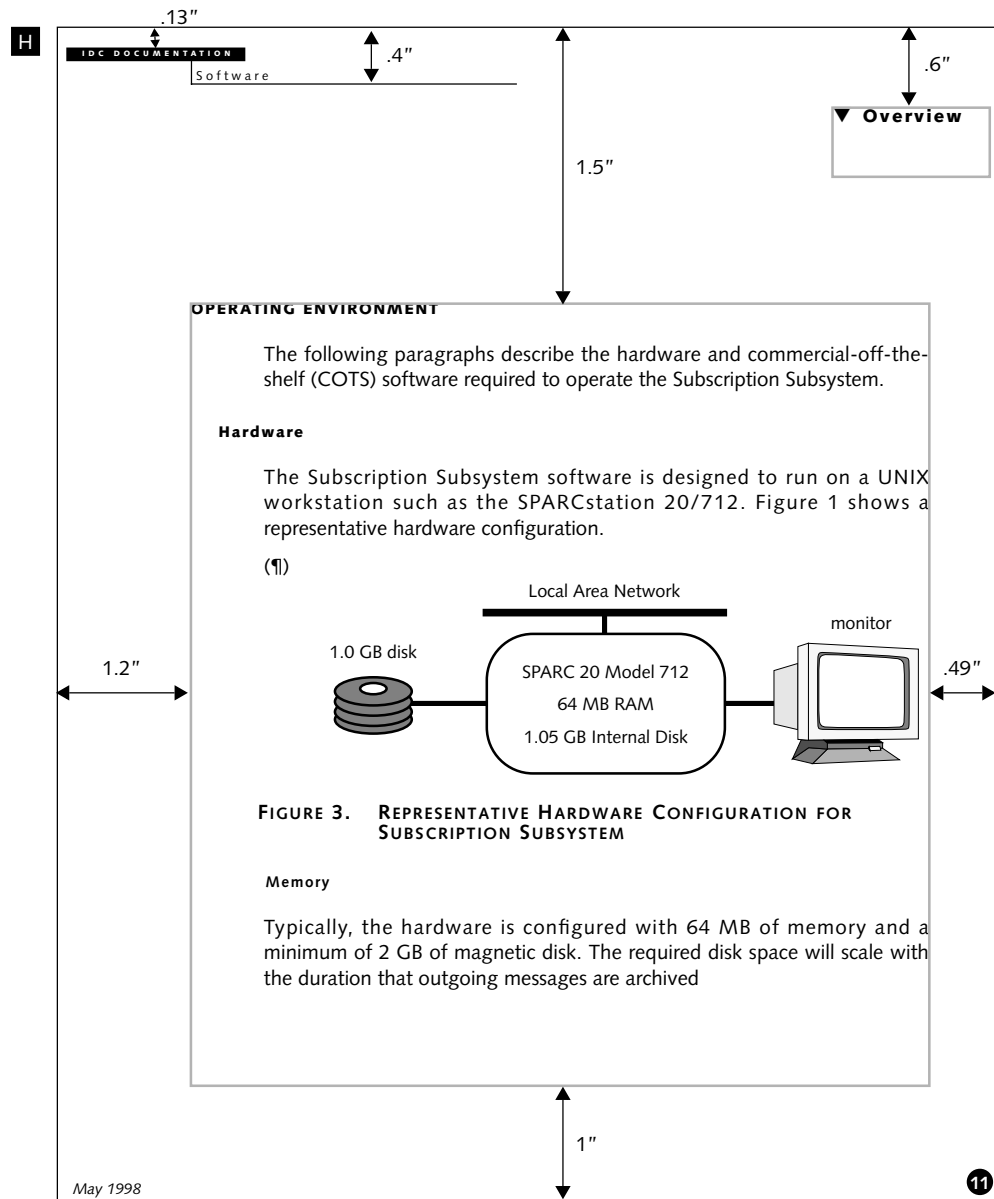 .13"
H
IDC DOCUMENTATION
Software
.4"
.6"
▼ Overview
1.5"
OPERATING ENVIRONMENT
The following paragraphs describe the hardware and commercial-off-the-
shelf (COTS) software required to operate the Subscription Subsystem.
Hardware
The Subscription Subsystem software is designed to run on a UNIX
workstation such as the SPARCstation 20/712. Figure 1 shows a
representative hardware configuration.
(¶)
Local Area Network
monitor
1.0 GB disk
SPARC 20 Model 712
64 MB RAM
1.05 GB Internal Disk
1.2"
.49"
FIGURE 3. REPRESENTATIVE HARDWARE CONFIGURATION FOR
SUBSCRIPTION SUBSYSTEM
Memory
Typically, the hardware is configured with 64 MB of memory and a
minimum of 2 GB of magnetic disk. The required disk space will scale with
the duration that outgoing messages are archived
1"
May 1998
11